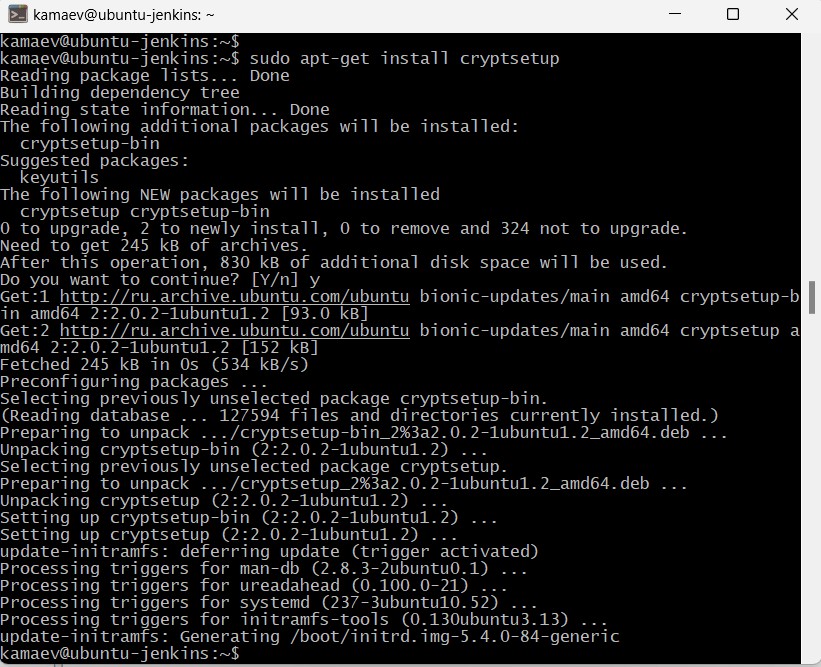 kamaev@ubuntu-jenkins: ~
kamaev@ubuntu-jenkins:~$
kamaev@ubuntu-jenkins:~$ sudo apt-get install cryptsetup
Reading package lists... Done
Building dependency tree
Reading state information... Done
The following additional packages will be installed:
  cryptsetup-bin
Suggested packages:
  keyutils
The following NEW packages will be installed
  cryptsetup cryptsetup-bin
0 to upgrade, 2 to newly install, 0 to remove and 324 not to upgrade.
Need to get 245 kB of archives.
After this operation, 830 kB of additional disk space will be used.
Do you want to continue? [Y/n] y
Get:1 http://ru.archive.ubuntu.com/ubuntu bionic-updates/main amd64 cryptsetup-b
in amd64 2:2.0.2-1ubuntu1.2 [93.0 kB]
Get:2 http://ru.archive.ubuntu.com/ubuntu bionic-updates/main amd64 cryptsetup a
md64 2:2.0.2-1ubuntu1.2 [152 kB]
Fetched 245 kB in 0s (534 kB/s)
Preconfiguring packages ...
Selecting previously unselected package cryptsetup-bin.
(Reading database ... 127594 files and directories currently installed.)
Preparing to unpack .../cryptsetup-bin_2%3a2.0.2-1ubuntu1.2_amd64.deb ...
Unpacking cryptsetup-bin (2:2.0.2-1ubuntu1.2) ...
Selecting previously unselected package cryptsetup.
Preparing to unpack .../cryptsetup_2%3a2.0.2-1ubuntu1.2_amd64.deb ...
Unpacking cryptsetup (2:2.0.2-1ubuntu1.2) ...
Setting up cryptsetup-bin (2:2.0.2-1ubuntu1.2) ...
Setting up cryptsetup (2:2.0.2-1ubuntu1.2) ...
update-initramfs: deferring update (trigger activated)
Processing triggers for man-db (2.8.3-2ubuntu0.1) ...
Processing triggers for ureadahead (0.100.0-21) ...
Processing triggers for systemd (237-3ubuntu10.52) ...
Processing triggers for initramfs-tools (0.130ubuntu3.13) ...
update-initramfs: Generating /boot/initrd.img-5.4.0-84-generic
kamaev@ubuntu-jenkins:~$